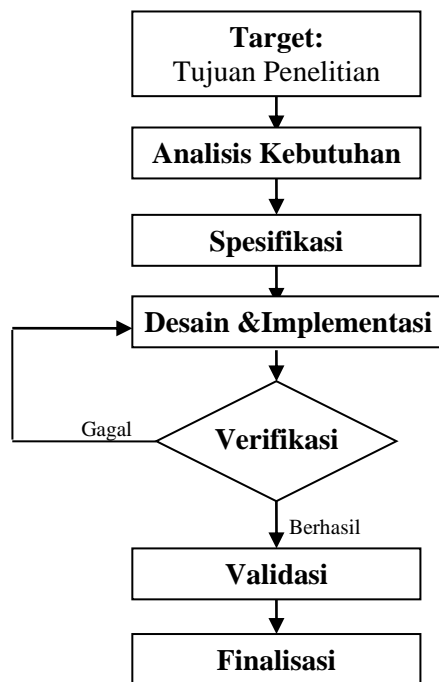 Target:
Tujuan Penelitian
Analisis Kebutuhan
Spesifikasi
Desain &Implementasi
Verifikasi
Gagal
Berhasil
Validasi
Finalisasi